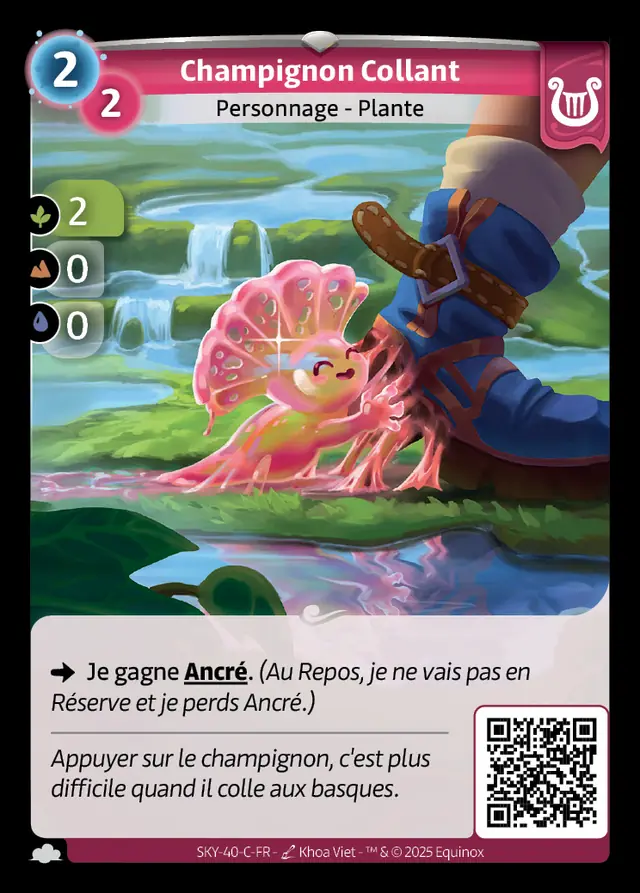 2
2
Champignon Collant
Personnage - Plante
2
0
0
Je gagne Ancré. (Au Repos, je ne vais pas en
Réserve et je perds Ancré.)
Appuyer sur le champignon, c'est plus
difficile quand il colle aux basques.
SKY-40-C-FR - Khoa Viet - ™ & © 2025 Equinox